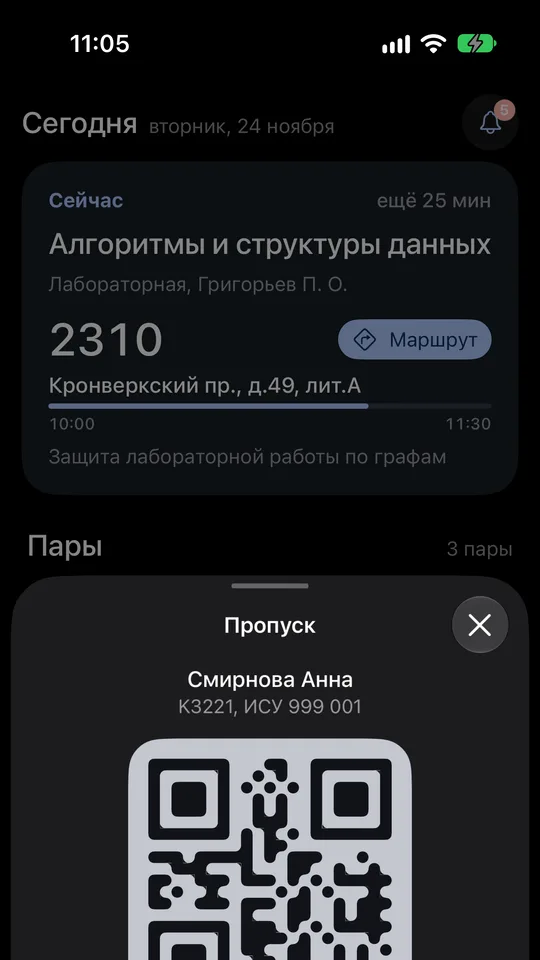 11:05
Сегодня вторник, 24 ноября
5
Сейчас
ещё 25 мин
Алгоритмы и структуры данных
Лабораторная, Григорьев П. О.
2310
Маршрут
Кронверкский пр., д.49, лит.А
10:00
11:30
Защита лабораторной работы по графам
Пары
3 пары
Пропуск
Смирнова Анна
K3221, ИСУ 999 001